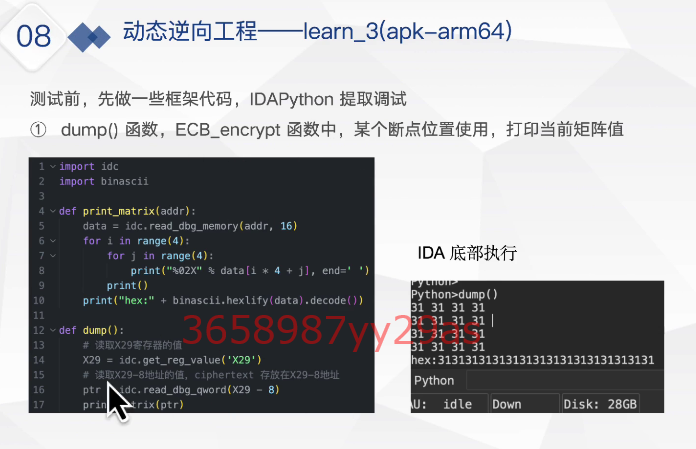 08
动态逆向工程——learn_3(apk-arm64)
测试前，先做一些框架代码，IDAPython 提取调试
① dump() 函数，ECB_encrypt 函数中，某个断点位置使用，打印当前矩阵值
1 import idc
2 import binascii
3
4 def print_matrix(addr):
5 data = idc.read_dbg_memory(addr, 16)
6 for i in range(4):
7 for j in range(4):
8 print("%02X" % data[i * 4 + j], end=' ')
9 print()
10 print("hex:" + binascii.hexlify(data).decode())
11
12 def dump():
13 # 读取X29寄存器的值
14 X29 = idc.get_reg_value('X29')
15 # 读取X29-8地址的值，ciphertext 存放在X29-8地址
16 ptr idc.read_dbg_qword(X29 - 8)
17 print_matrix(ptr)
3658987yy29as
IDA 底部执行
Python>
Python>dump()
31 31 31 31
31 31 31 31
31 31 31 31
31 31 31 31
hex:31313131313131313131313131313131
Python
AU: idle Down Disk: 28GB